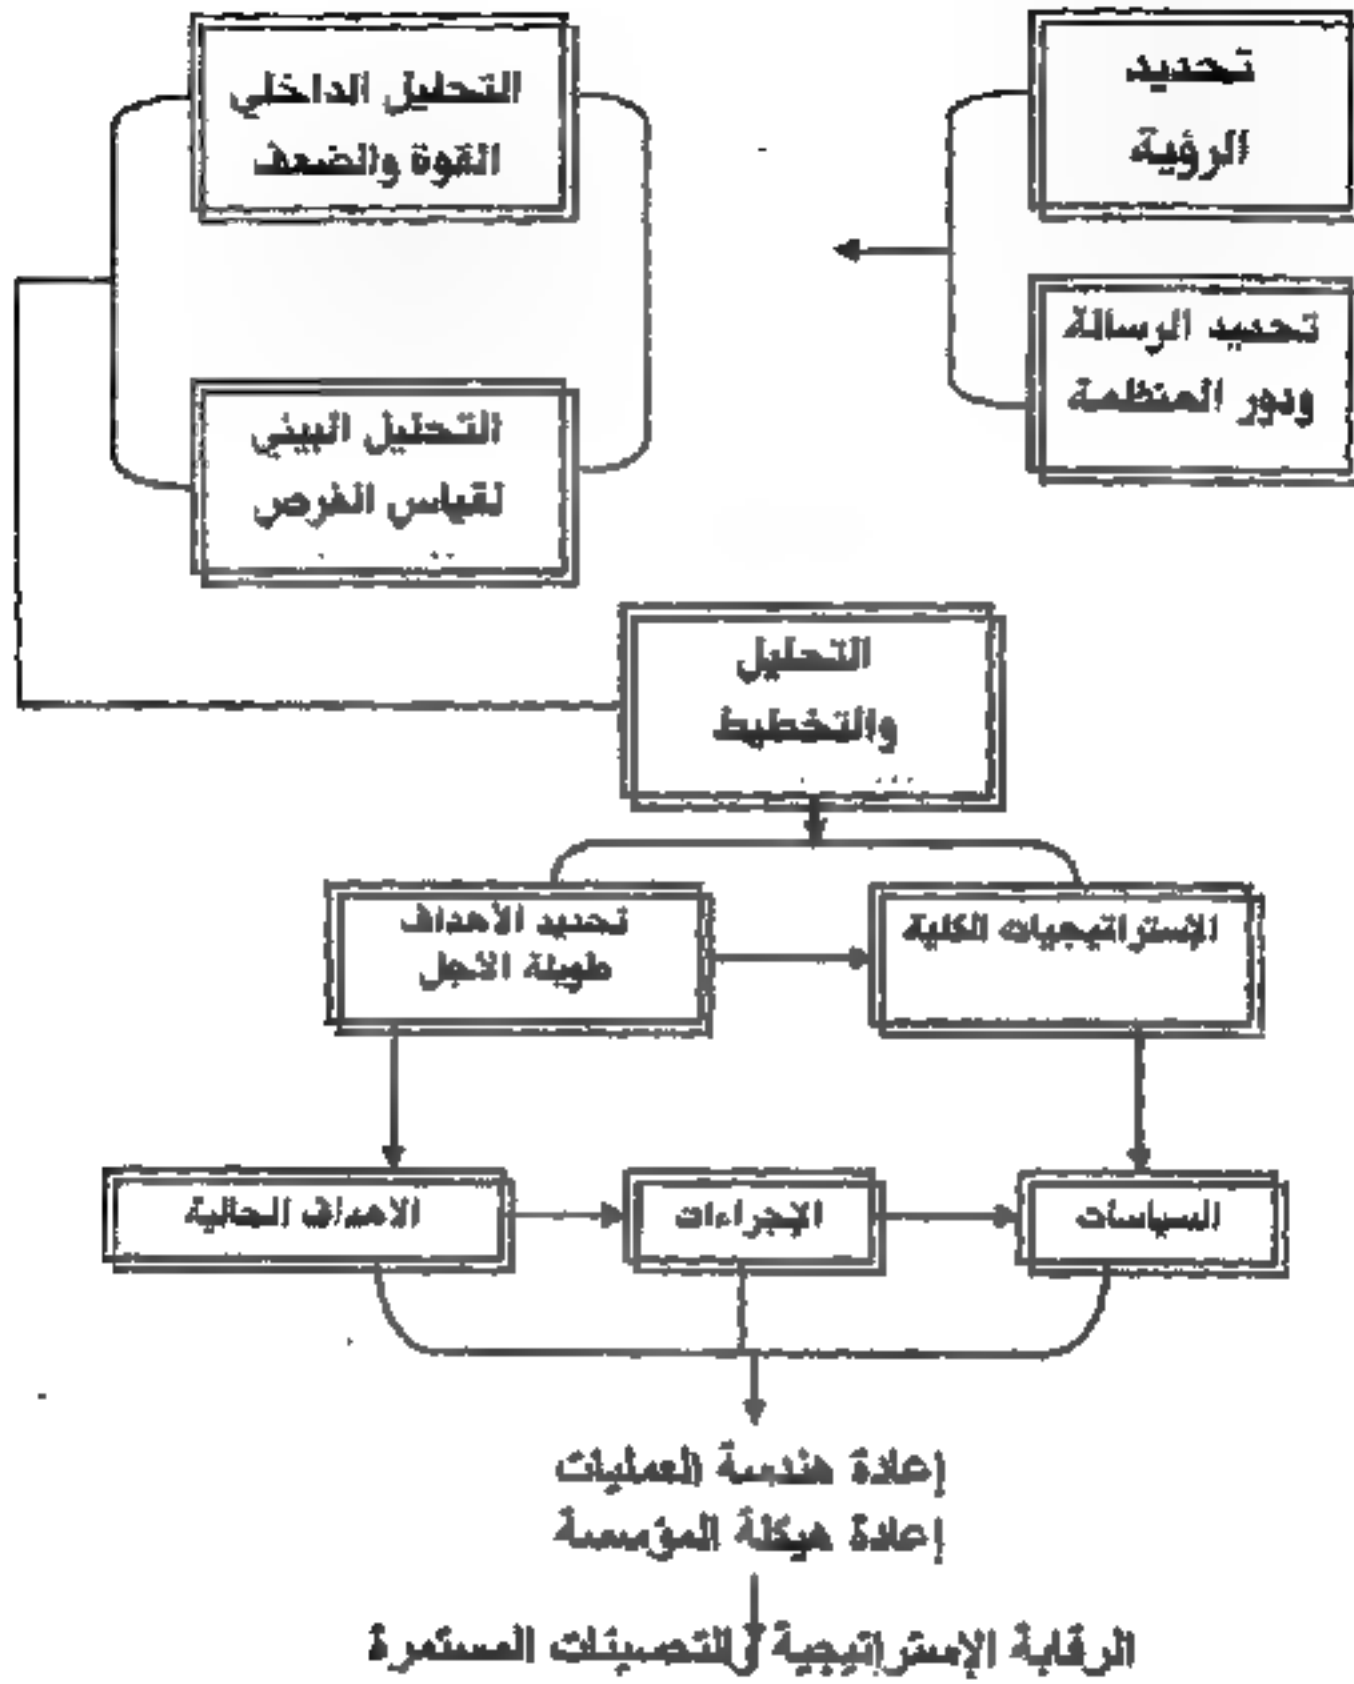 تحديد
الرؤية
تحديد الرسالة
ودور المنظمة
التحليل الداخلي
القوة والضعف
التحليل البيئي
لقياس الفرص
التحليل
والتخطيط
تحديد الأهداف
طويلة الأجل
الإستراتيجيات الكلية
الاهداف الحالية
الإجراءات
السياسات
إعادة هندسة العمليات
إعادة هيكلة المؤسسة
الرقابة الإستراتيجية والتحسينات المستمرة